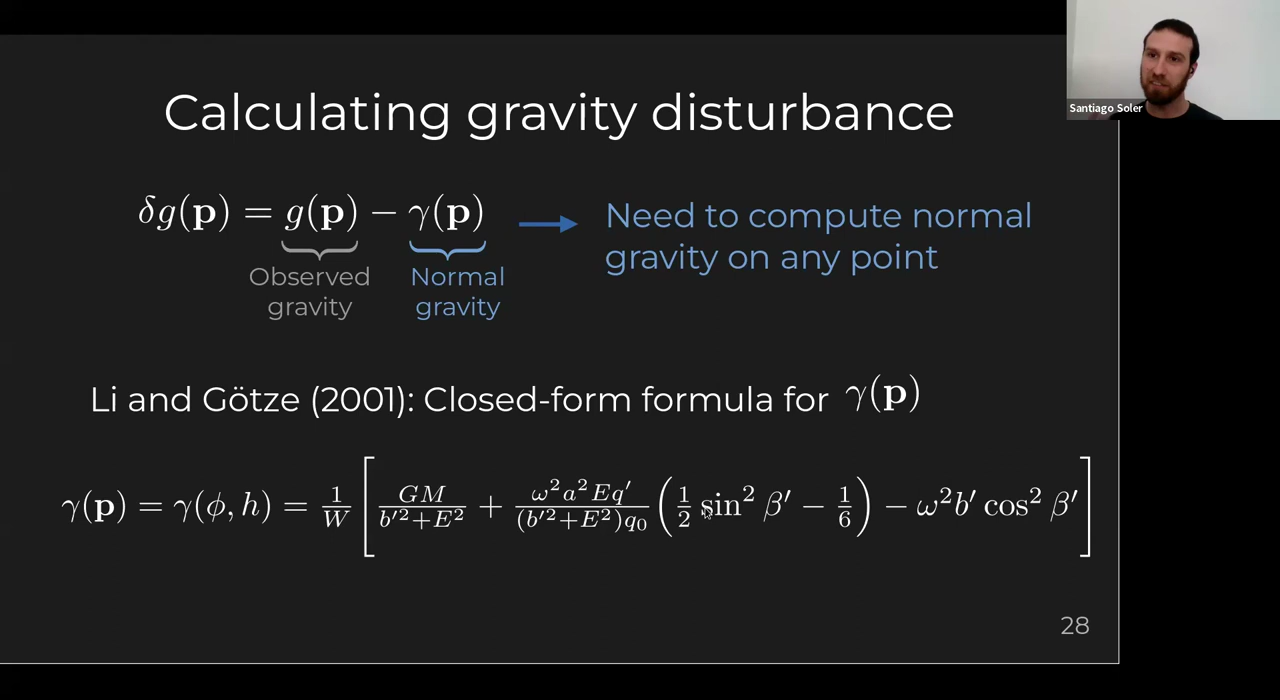 Santiago Soler
Calculating gravity disturbance
δg(𝐩) = g(𝐩) − γ(𝐩)
Observed gravity
Normal gravity
Need to compute normal
gravity on any point
Li and Götze (2001): Closed-form formula for γ(𝐩)
γ(𝐩) = γ(ϕ, h) = 1/W [ GM/(b′²+E²) + ω²a²Eq′/((b′²+E²)q₀) (1/2 sin² β′ − 1/6) − ω²b′ cos² β′ ]
28